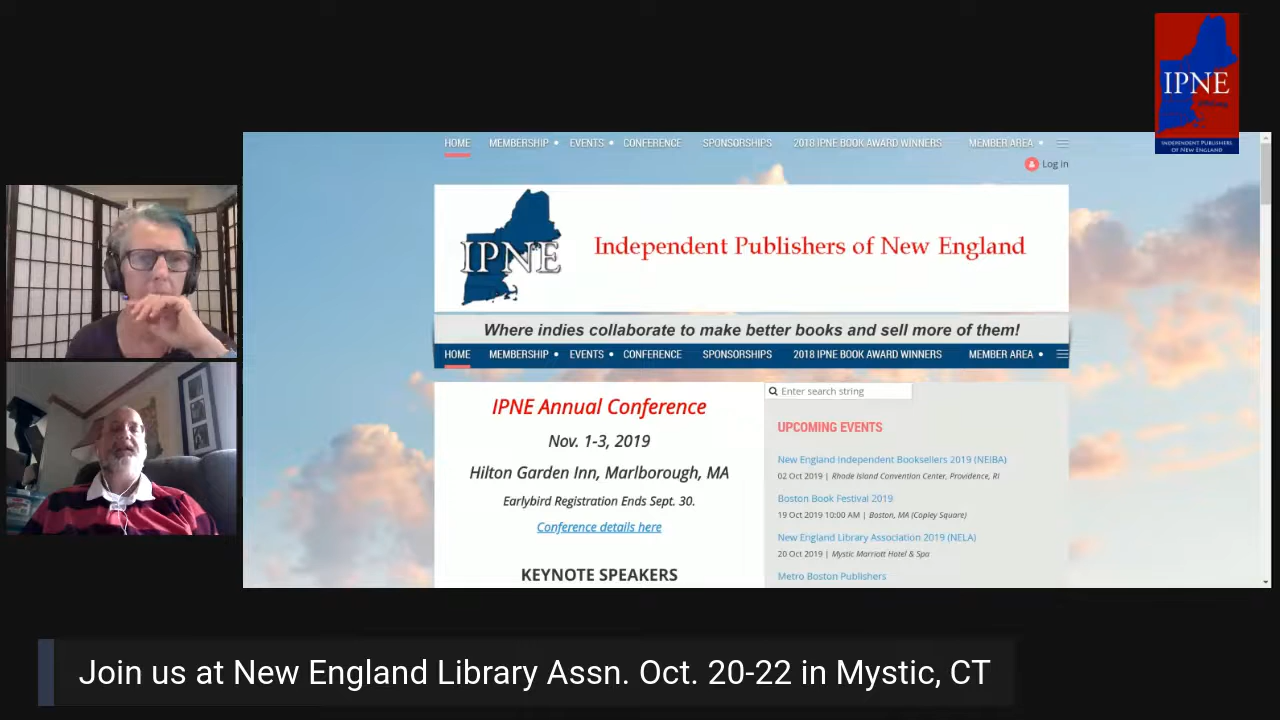 IPNE
INDEPENDENT PUBLISHERS
OF NEW ENGLAND
HOME MEMBERSHIP EVENTS CONFERENCE SPONSORSHIPS 2018 IPNE BOOK AWARD WINNERS MEMBER AREA
Log in
IPNE
Independent Publishers of New England
Where indies collaborate to make better books and sell more of them!
HOME MEMBERSHIP EVENTS CONFERENCE SPONSORSHIPS 2018 IPNE BOOK AWARD WINNERS MEMBER AREA
IPNE Annual Conference
Nov. 1-3, 2019
Hilton Garden Inn, Marlborough, MA
Earlybird Registration Ends Sept. 30.
Conference details here
KEYNOTE SPEAKERS
Enter search string
UPCOMING EVENTS
New England Independent Booksellers 2019 (NEIBA)
02 Oct 2019 | Rhode Island Convention Center, Providence, RI
Boston Book Festival 2019
19 Oct 2019 10:00 AM | Boston, MA (Copley Square)
New England Library Association 2019 (NELA)
20 Oct 2019 | Mystic Marriott Hotel & Spa
Metro Boston Publishers
Join us at New England Library Assn. Oct. 20-22 in Mystic, CT